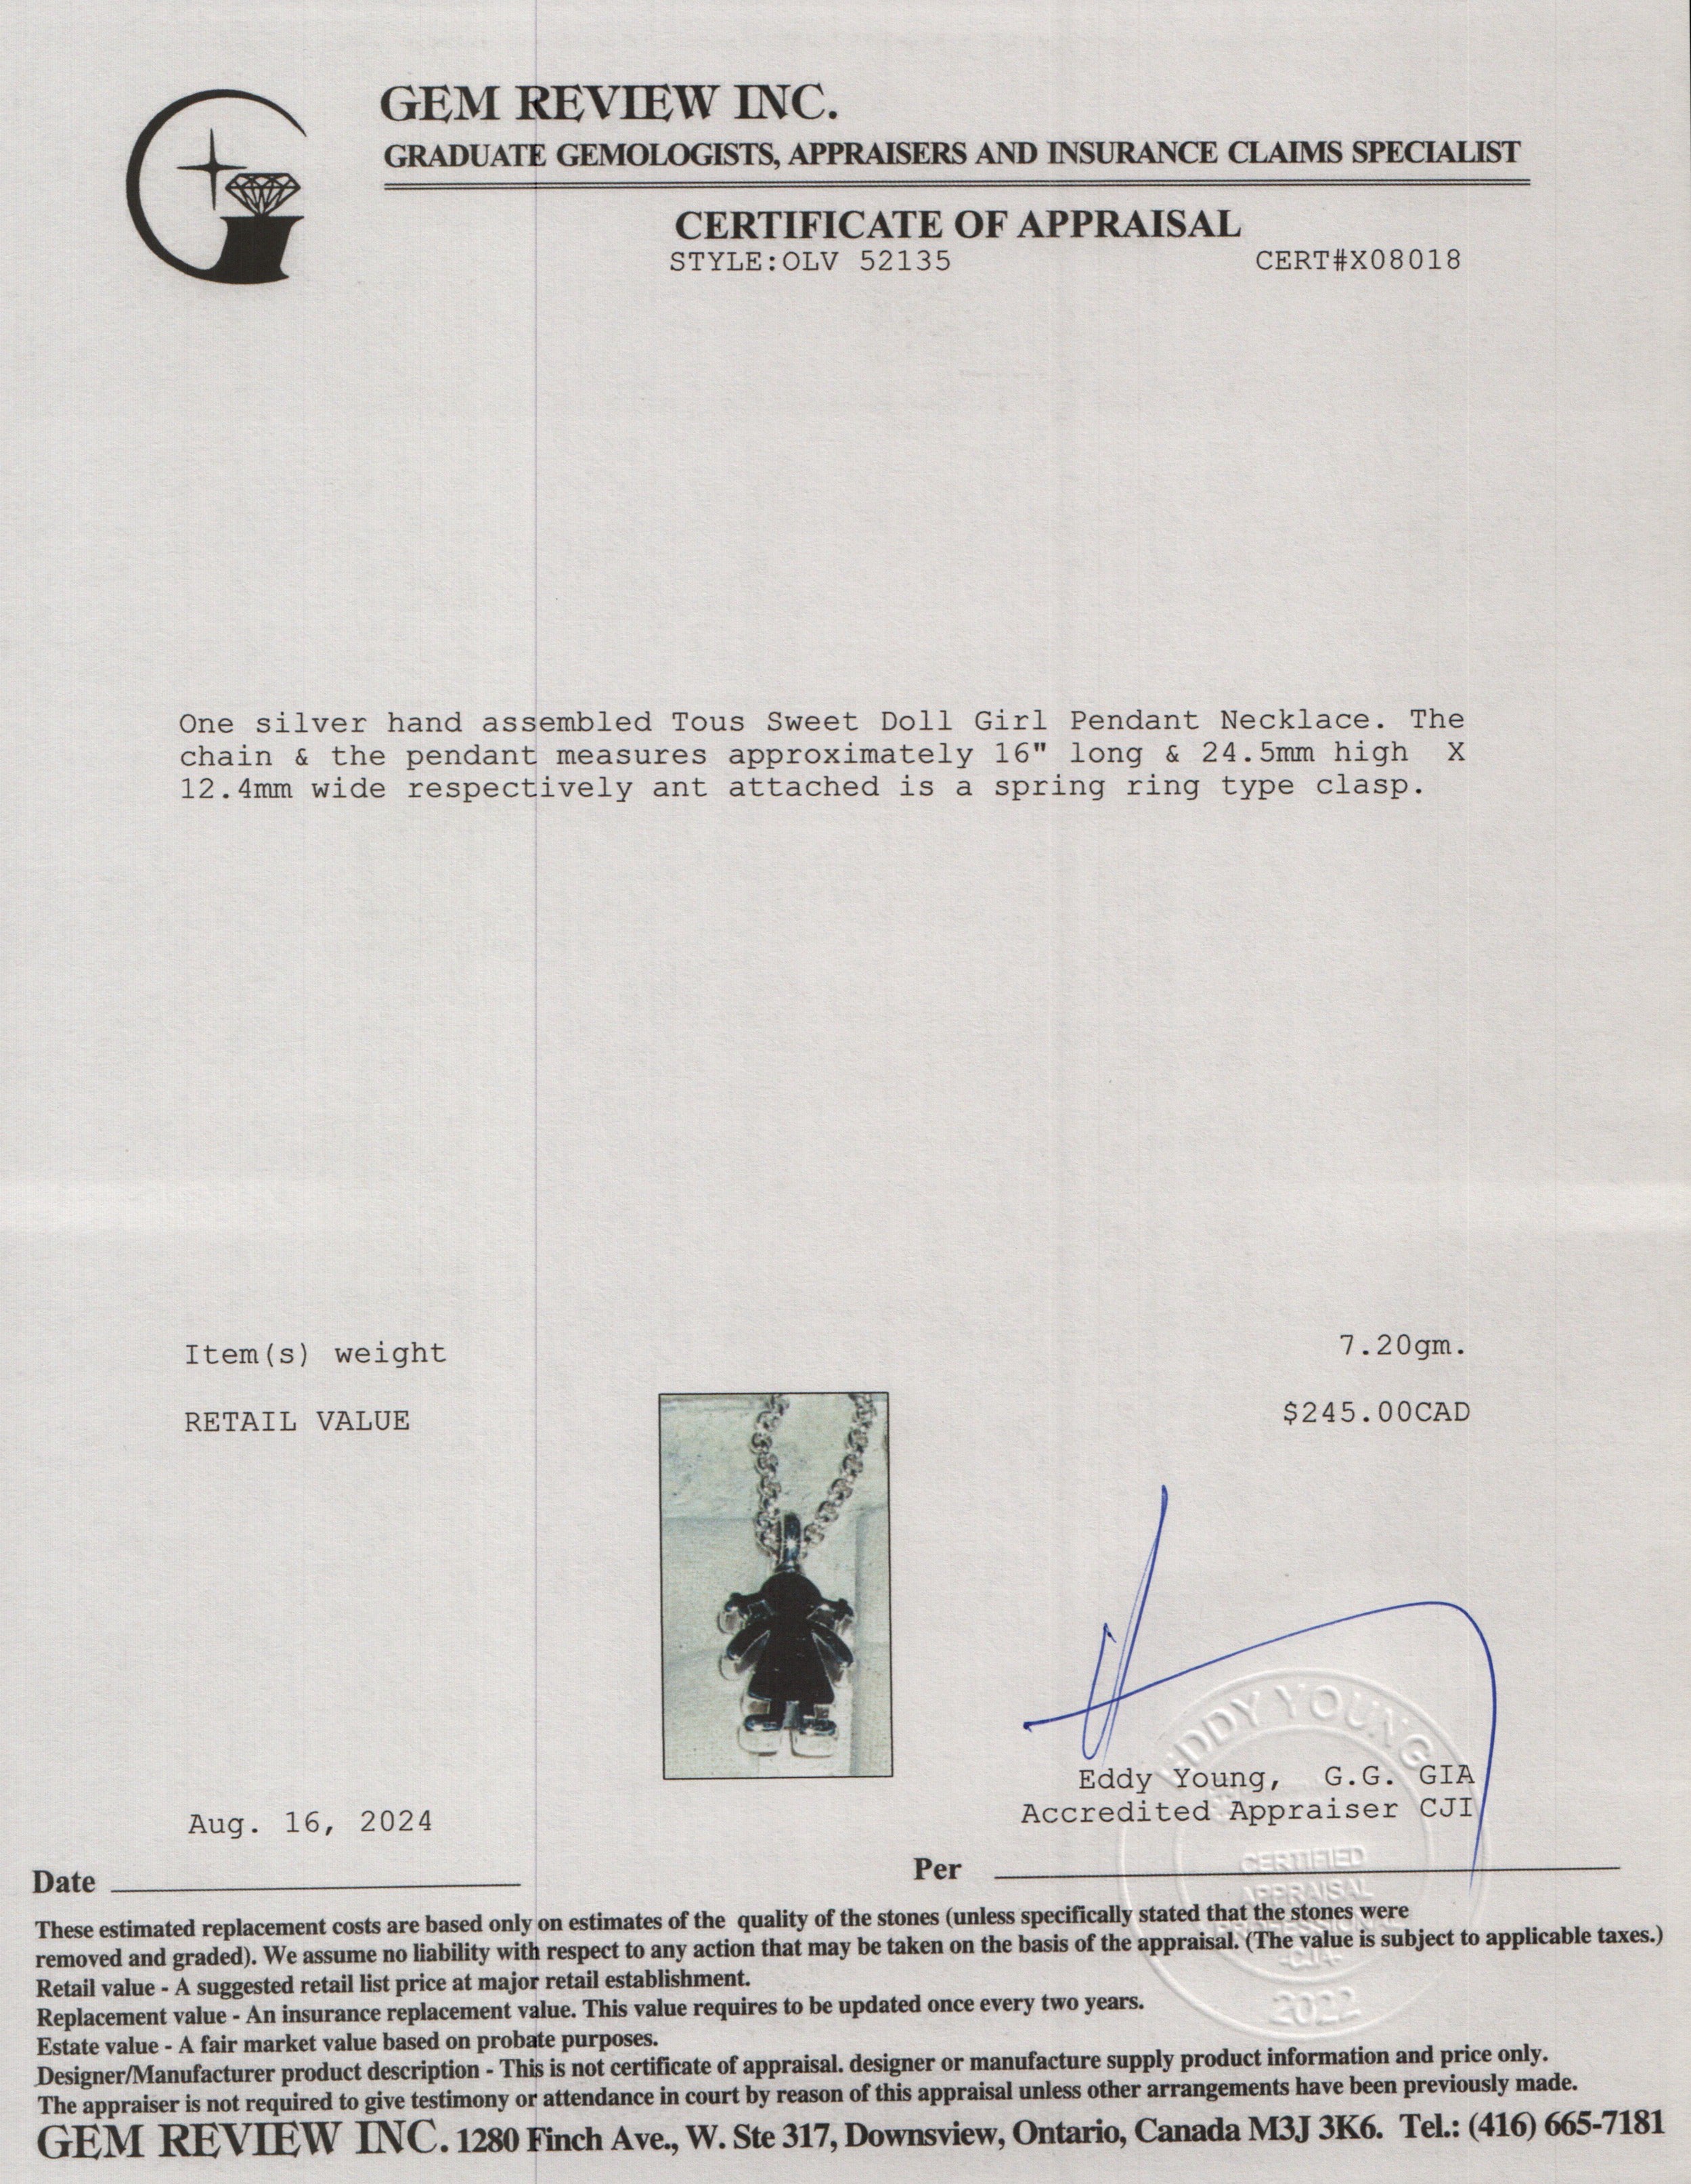 GEM REVIEW INC.
GRADUATE GEMOLOGISTS, APPRAISERS AND INSURANCE CLAIMS SPECIALIST
CERTIFICATE OF APPRAISAL
STYLE:OLV 52135 CERT#X08018
One silver hand assembled Tous Sweet Doll Girl Pendant Necklace. The
chain & the pendant measures approximately 16" long & 24.5mm high X
12.4mm wide respectively ant attached is a spring ring type clasp.
Item(s) weight 7.20gm.
RETAIL VALUE $245.00CAD
EDDY YOUNG
Eddy Young, G.G. GIA
Accredited Appraiser CJI
Aug. 16, 2024
Date Per
CERTIFIED
APPRAISAL
PROFESSIONAL
CJA
2022
These estimated replacement costs are based only on estimates of the quality of the stones (unless specifically stated that the stones were
removed and graded). We assume no liability with respect to any action that may be taken on the basis of the appraisal. (The value is subject to applicable taxes.)
Retail value - A suggested retail list price at major retail establishment.
Replacement value - An insurance replacement value. This value requires to be updated once every two years.
Estate value - A fair market value based on probate purposes.
Designer/Manufacturer product description - This is not certificate of appraisal. designer or manufacture supply product information and price only.
The appraiser is not required to give testimony or attendance in court by reason of this appraisal unless other arrangements have been previously made.
GEM REVIEW INC. 1280 Finch Ave., W. Ste 317, Downsview, Ontario, Canada M3J 3K6. Tel.: (416) 665-7181